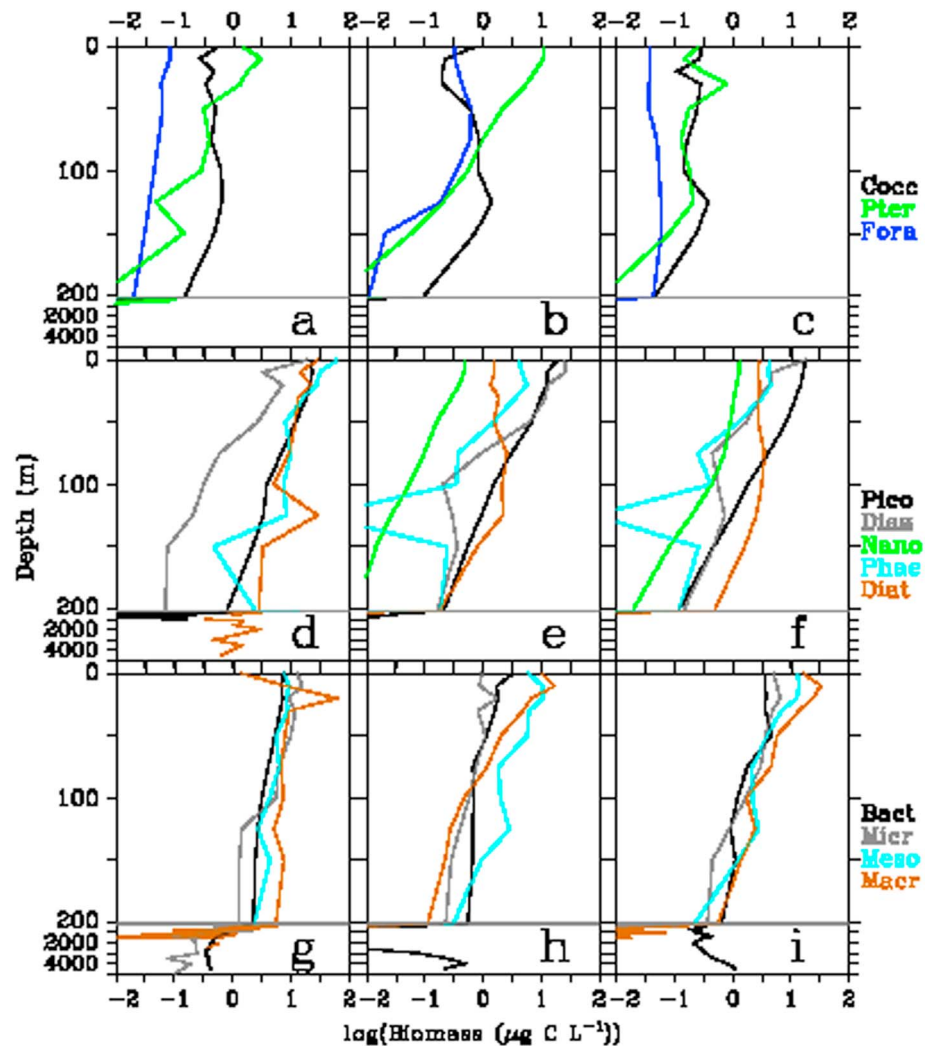 -2 -1 0 1 2 -2 -1 0 1 2 -2 -1 0 1 2
0
100
Cocc
Pter
Fora
200
a b c
2000
4000
0
100
Pico
Diaz
Nano
Phae
Diat
Depth (m)
200
d e f
2000
4000
0
100
Bact
Micr
Meso
Macr
200
g h i
2000
4000
-2 -1 0 1 2 -2 -1 0 1 2 -2 -1 0 1 2
log(Biomass (μg C L⁻¹))